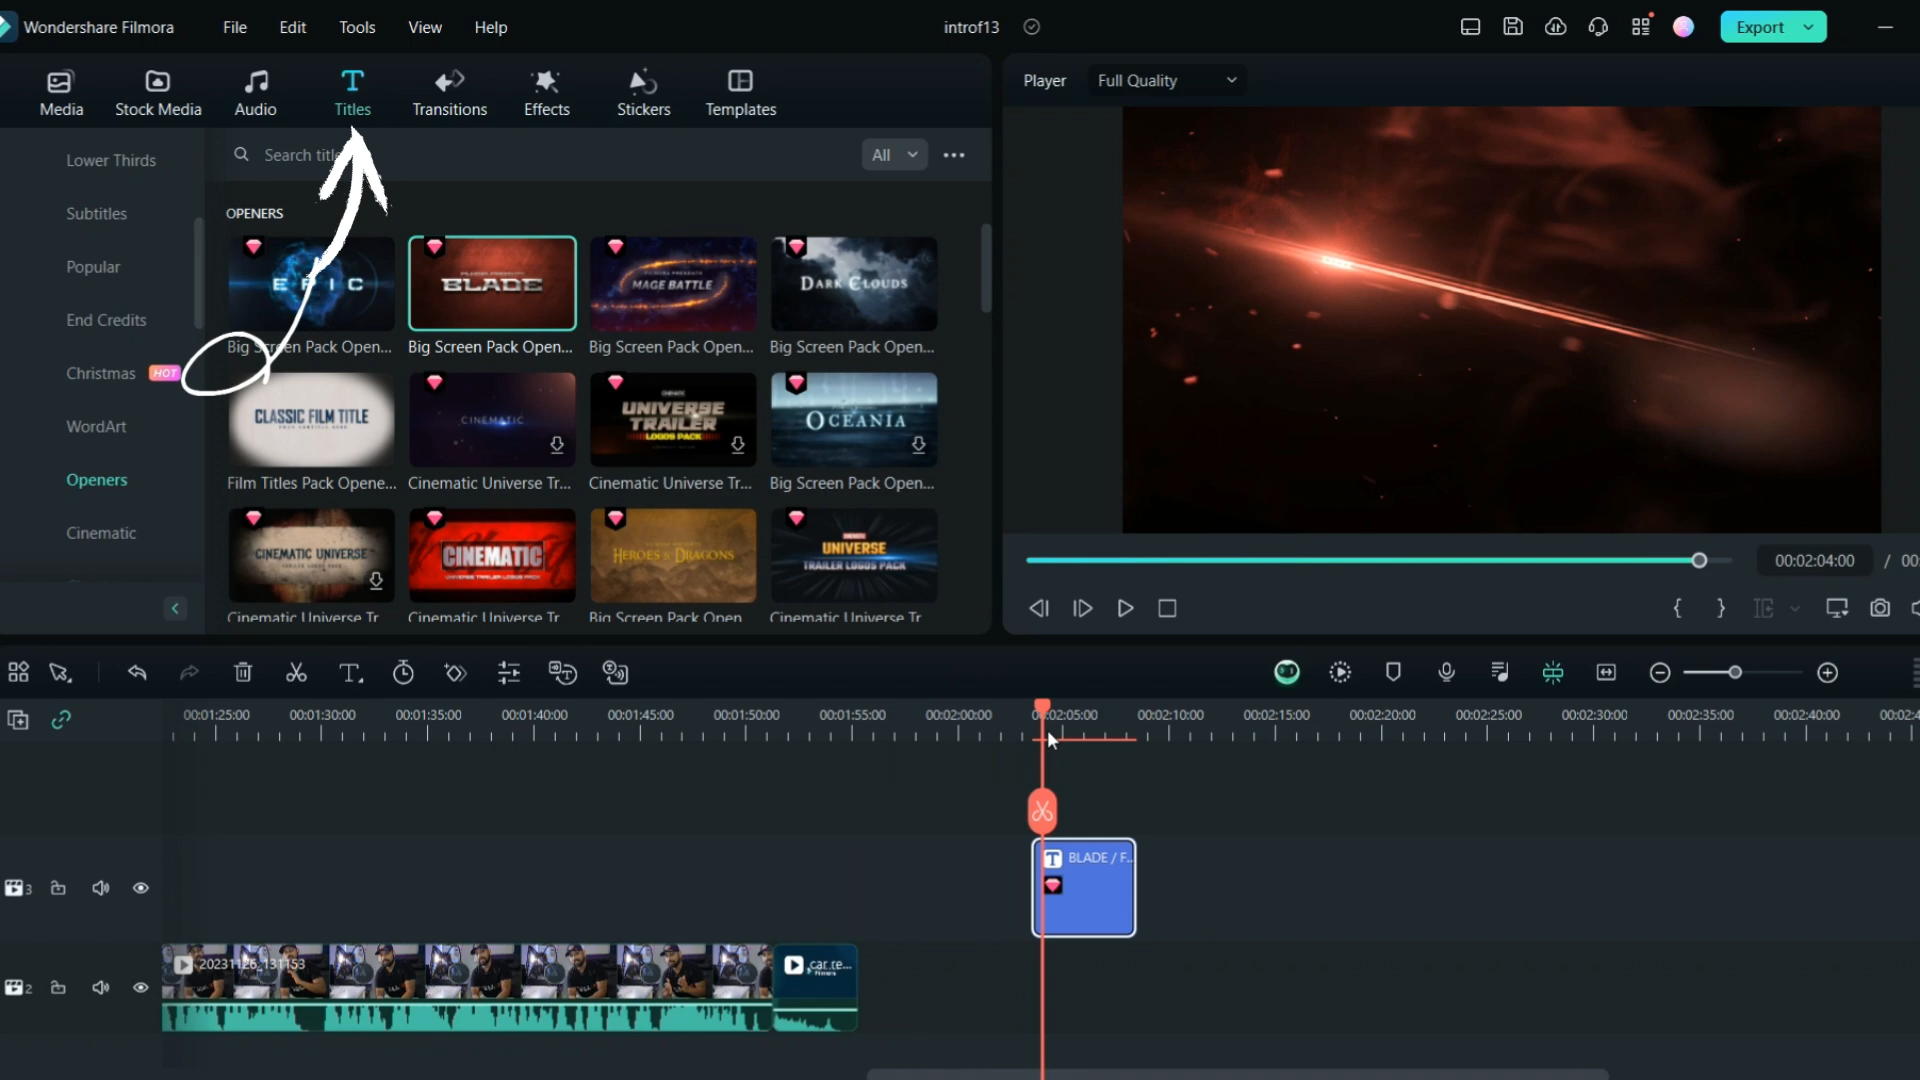 Wondershare Filmora File Edit Tools View Help introf13 Export
Media Stock Media Audio Titles Transitions Effects Stickers Templates
Player Full Quality
Lower Thirds
Subtitles
Popular
End Credits
Christmas HOT
WordArt
Openers
Cinematic
Search title All
OPENERS
EPIC
BLADE
MAGE BATTLE
DARK CLOUDS
Big Screen Pack Open... Big Screen Pack Open... Big Screen Pack Open... Big Screen Pack Open...
CLASSIC FILM TITLE
CINEMATIC
UNIVERSE
TRAILER
LOGOS PACK
OCEANIA
Film Titles Pack Opene... Cinematic Universe Tr... Cinematic Universe Tr... Big Screen Pack Open...
CINEMATIC UNIVERSE
CINEMATIC
UNIVERSE TRAILER LOGOS PACK
HEROES & DRAGONS
UNIVERSE
TRAILER LOGOS PACK
Cinematic Universe Tr Cinematic Universe Tr Big Screen Pack Open Cinematic Universe Tr
00:02:04:00 / 00:
00:01:25:00 00:01:30:00 00:01:35:00 00:01:40:00 00:01:45:00 00:01:50:00 00:01:55:00 00:02:00:00 00:02:05:00 00:02:10:00 00:02:15:00 00:02:20:00 00:02:25:00 00:02:30:00 00:02:35:00 00:02:40:00 00:02:4
3
BLADE / F...
2
20231126_131153
car re...